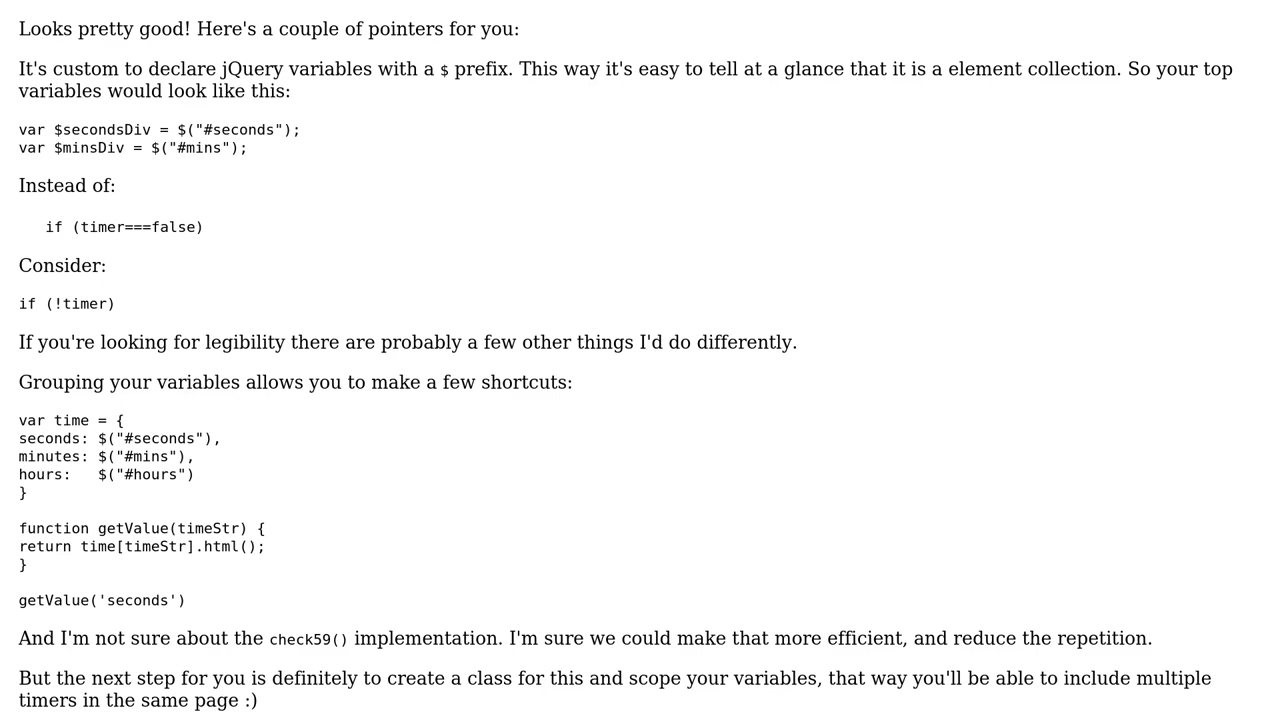 Looks pretty good! Here's a couple of pointers for you:
It's custom to declare jQuery variables with a $ prefix. This way it's easy to tell at a glance that it is a element collection. So your top
variables would look like this:
var $secondsDiv = $("#seconds");
var $minsDiv = $("#mins");
Instead of:
if (timer===false)
Consider:
if (!timer)
If you're looking for legibility there are probably a few other things I'd do differently.
Grouping your variables allows you to make a few shortcuts:
var time = {
seconds: $("#seconds"),
minutes: $("#mins"),
hours:   $("#hours")
}
function getValue(timeStr) {
return time[timeStr].html();
}
getValue('seconds')
And I'm not sure about the check59() implementation. I'm sure we could make that more efficient, and reduce the repetition.
But the next step for you is definitely to create a class for this and scope your variables, that way you'll be able to include multiple
timers in the same page :)